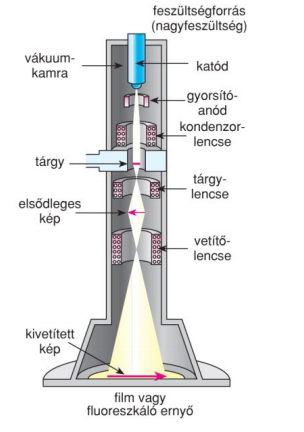 feszültségforrás
(nagyfeszültség)
vákuum-
kamra
katód
gyorsító-
anód
kondenzor-
lencse
tárgy
tárgy-
lencse
elsődleges
kép
vetítő-
lencse
kivetített
kép
film vagy
fluoreszkáló ernyő